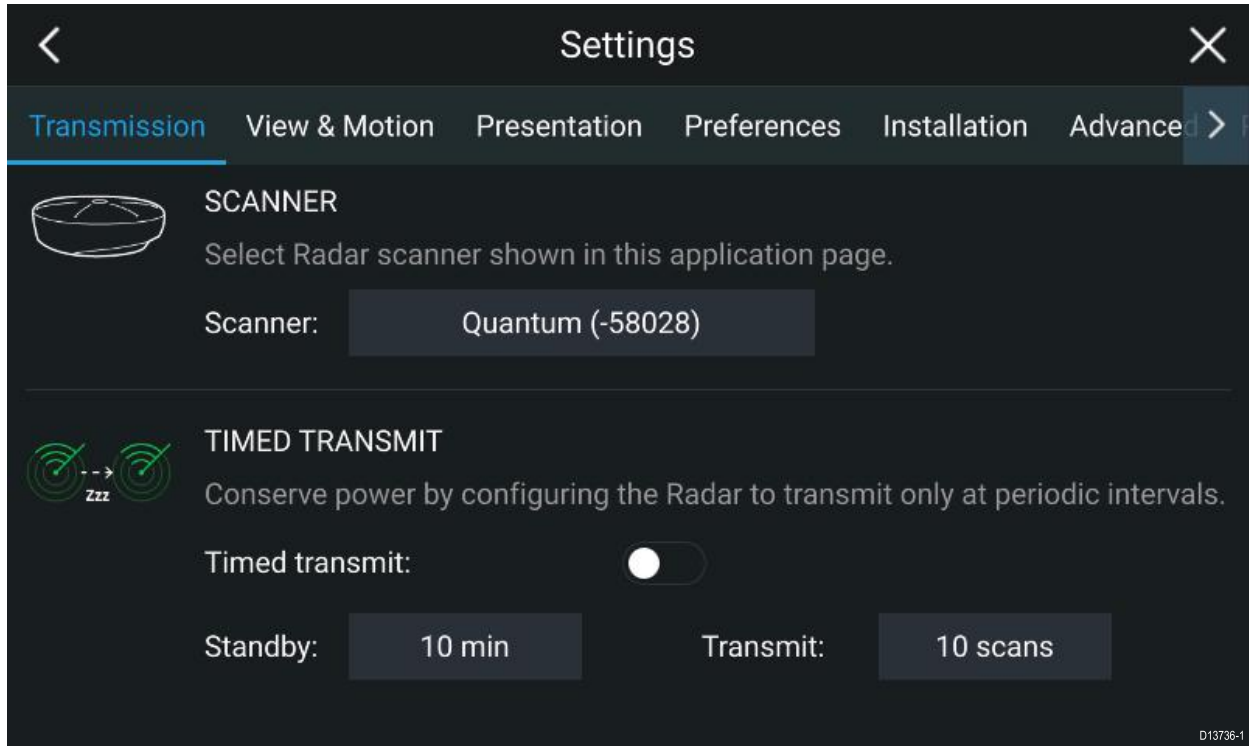 Settings
Transmission View & Motion Presentation Preferences Installation Advanced
SCANNER
Select Radar scanner shown in this application page.
Scanner: Quantum (-58028)
TIMED TRANSMIT
Zzz
Conserve power by configuring the Radar to transmit only at periodic intervals.
Timed transmit:
Standby: 10 min Transmit: 10 scans
D13736-1